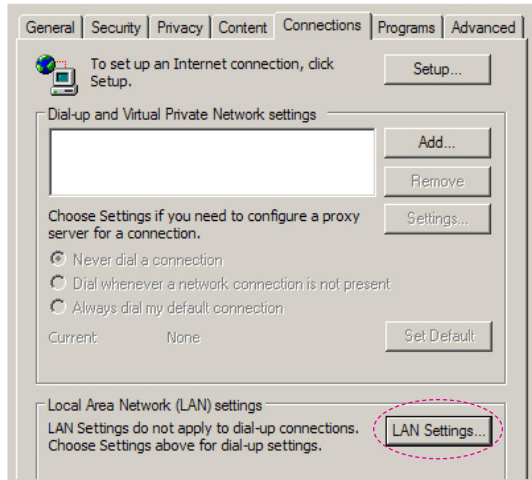 General Security Privacy Content Connections Programs Advanced
To set up an Internet connection, click
Setup.
Setup...
Dial-up and Virtual Private Network settings
Add...
Remove
Choose Settings if you need to configure a proxy
server for a connection.
Settings...
Never dial a connection
Dial whenever a network connection is not present
Always dial my default connection
Current None
Set Default
Local Area Network (LAN) settings
LAN Settings do not apply to dial-up connections.
Choose Settings above for dial-up settings.
LAN Settings...